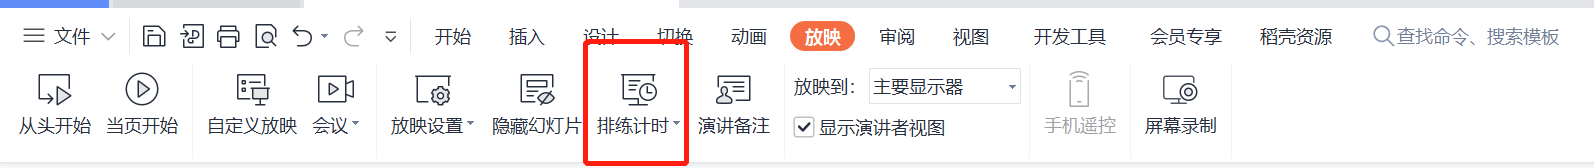 文件 开始 插入 设计 切换 动画 放映 审阅 视图 开发工具 会员专享 稻壳资源 查找命令、搜索模板
放映到： 主要显示器
从头开始 当页开始 自定义放映 会议 放映设置 隐藏幻灯片 排练计时 演讲备注 显示演讲者视图 手机遥控 屏幕录制